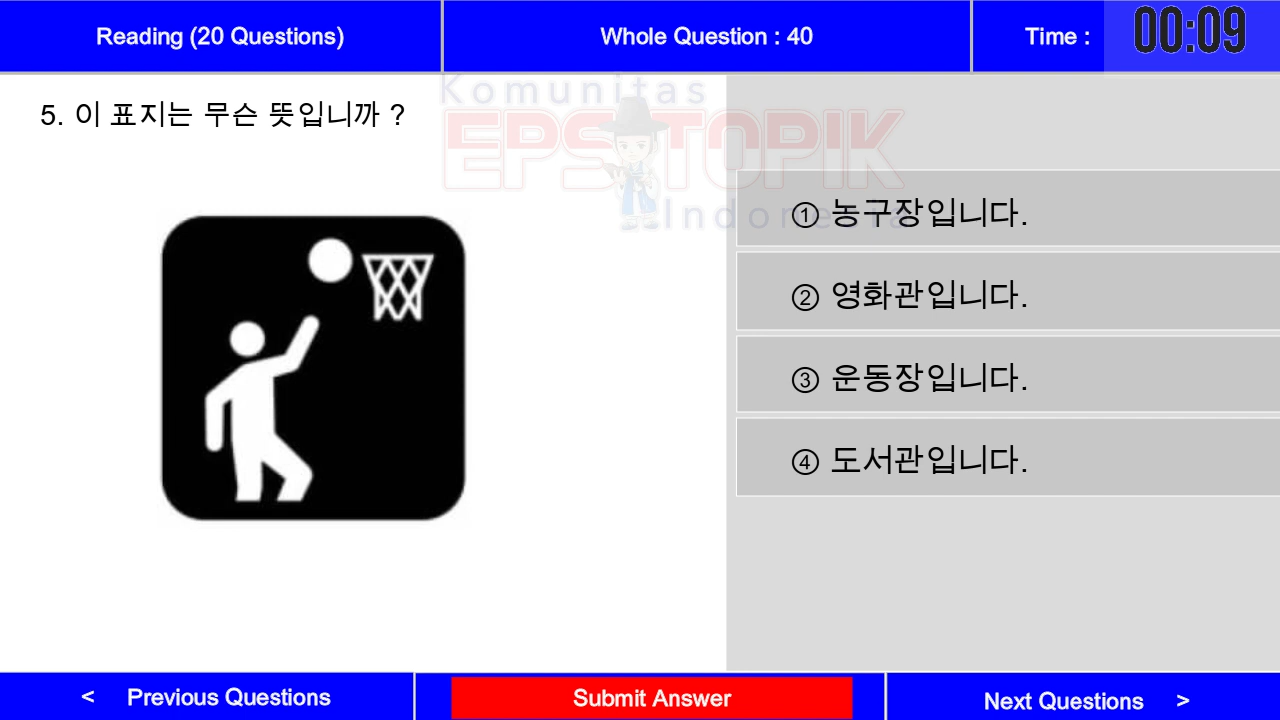 Reading (20 Questions)
Whole Question : 40
Time :
00:09
Komunitas
EPS TOPIK
Indonesia
5. 이 표지는 무슨 뜻입니까 ?
① 농구장입니다.
② 영화관입니다.
③ 운동장입니다.
④ 도서관입니다.
< Previous Questions
Submit Answer
Next Questions >